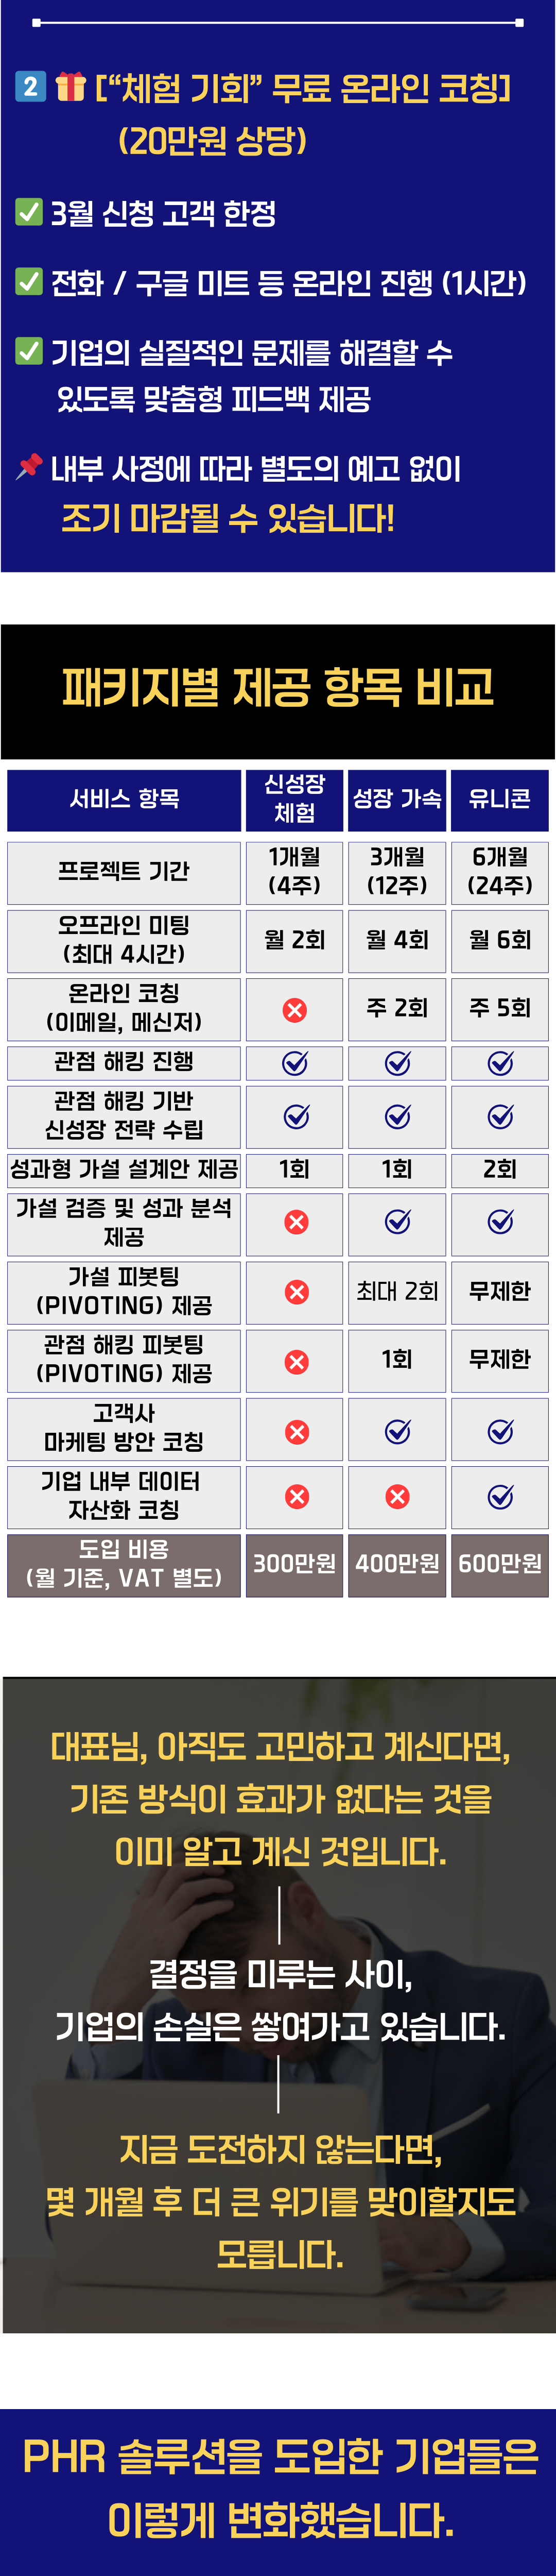 2 ["체험 기회" 무료 온라인 코칭]
(20만원 상당)
3월 신청 고객 한정
전화 / 구글 미트 등 온라인 진행 (1시간)
기업의 실질적인 문제를 해결할 수
있도록 맞춤형 피드백 제공
내부 사정에 따라 별도의 예고 없이
조기 마감될 수 있습니다!
패키지별 제공 항목 비교
서비스 항목 신성장 체험 성장 가속 유니콘
프로젝트 기간 1개월 (4주) 3개월 (12주) 6개월 (24주)
오프라인 미팅 (최대 4시간) 월 2회 월 4회 월 6회
온라인 코칭 (이메일, 메신저) 주 2회 주 5회
관점 해킹 진행
관점 해킹 기반
신성장 전략 수립
성과형 가설 설계안 제공 1회 1회 2회
가설 검증 및 성과 분석
제공
가설 피봇팅 (PIVOTING) 제공 최대 2회 무제한
관점 해킹 피봇팅 (PIVOTING) 제공 1회 무제한
고객사
마케팅 방안 코칭
기업 내부 데이터
자산화 코칭
도입 비용 (월 기준, VAT 별도) 300만원 400만원 600만원
대표님, 아직도 고민하고 계신다면,
기존 방식이 효과가 없다는 것을
이미 알고 계신 것입니다.
결정을 미루는 사이,
기업의 손실은 쌓여가고 있습니다.
지금 도전하지 않는다면,
몇 개월 후 더 큰 위기를 맞이할지도
모릅니다.
PHR 솔루션을 도입한 기업들은
이렇게 변화했습니다.